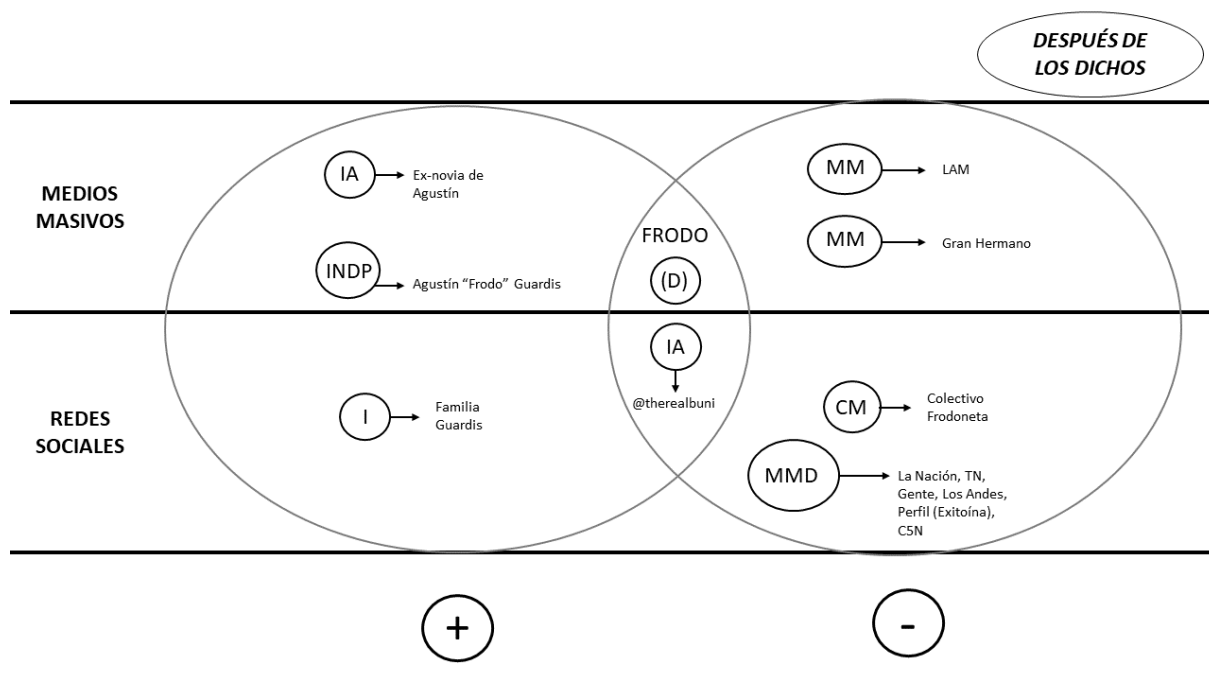 DESPUÉS DE
LOS DICHOS
MEDIOS
MASIVOS
IA
Ex-novia de
Agustín
INDP
Agustín “Frodo” Guardis
FRODO
(D)
MM
LAM
MM
Gran Hermano
REDES
SOCIALES
I
Familia
Guardis
IA
@therealbuni
CM
Colectivo
Frodoneta
MMD
La Nación, TN,
Gente, Los Andes,
Perfil (Exitoína),
C5N
+
-